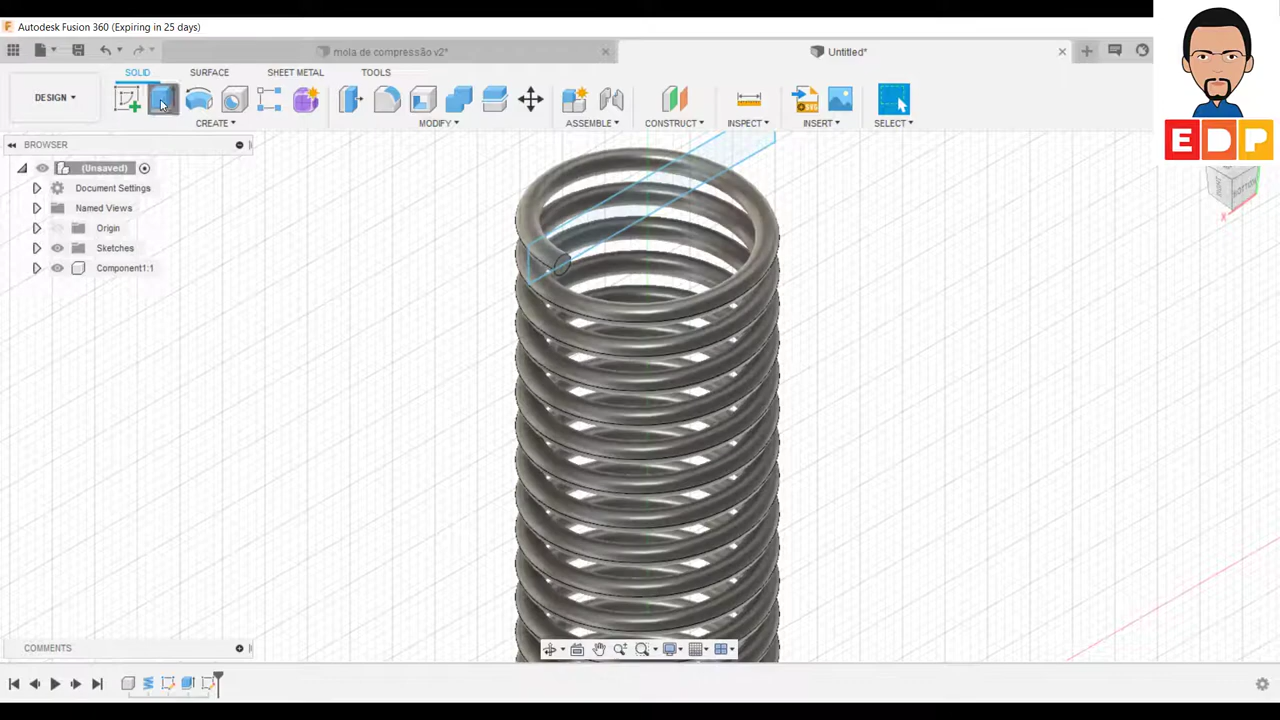 Autodesk Fusion 360 (Expiring in 25 days)
mola de compressão v2*
Untitled*
SOLID
SURFACE
SHEET METAL
TOOLS
DESIGN
CREATE
MODIFY
ASSEMBLE
CONSTRUCT
INSPECT
INSERT
SELECT
EDP
BROWSER
(Unsaved)
Document Settings
Named Views
Origin
Sketches
Component1:1
BOTTOM
X
COMMENTS